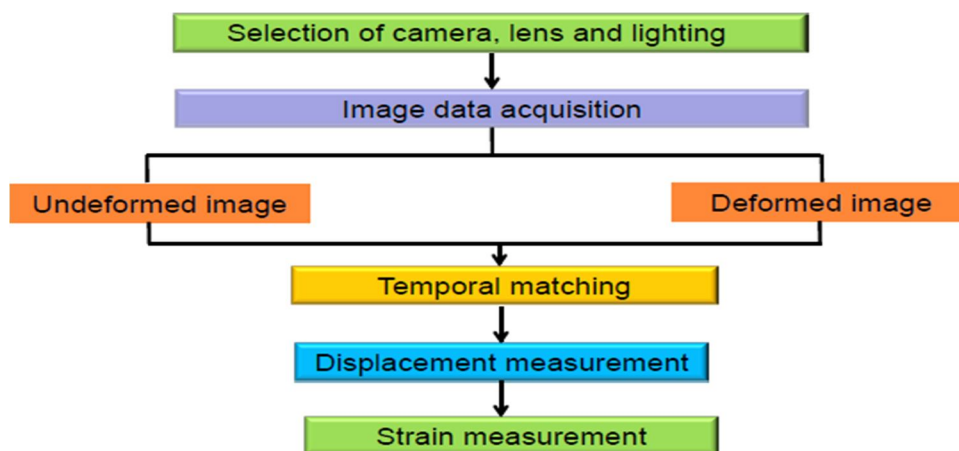 Selection of camera, lens and lighting
Image data acquisition
Undeformed image
Deformed image
Temporal matching
Displacement measurement
Strain measurement